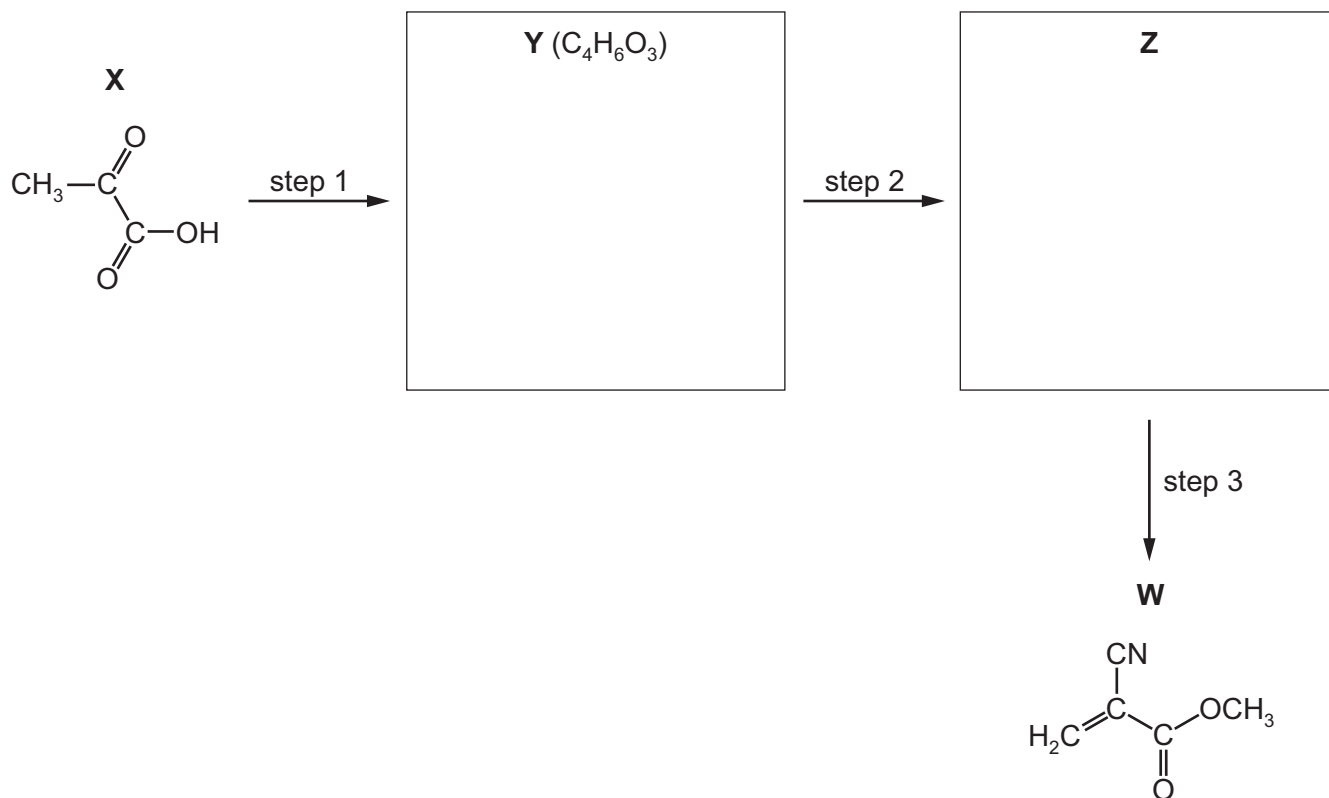 X
CH₃ C O
C OH
O
step 1
Y (C₄H₆O₃)
step 2
Z
step 3
W
CN
H₂C C C OCH₃
O